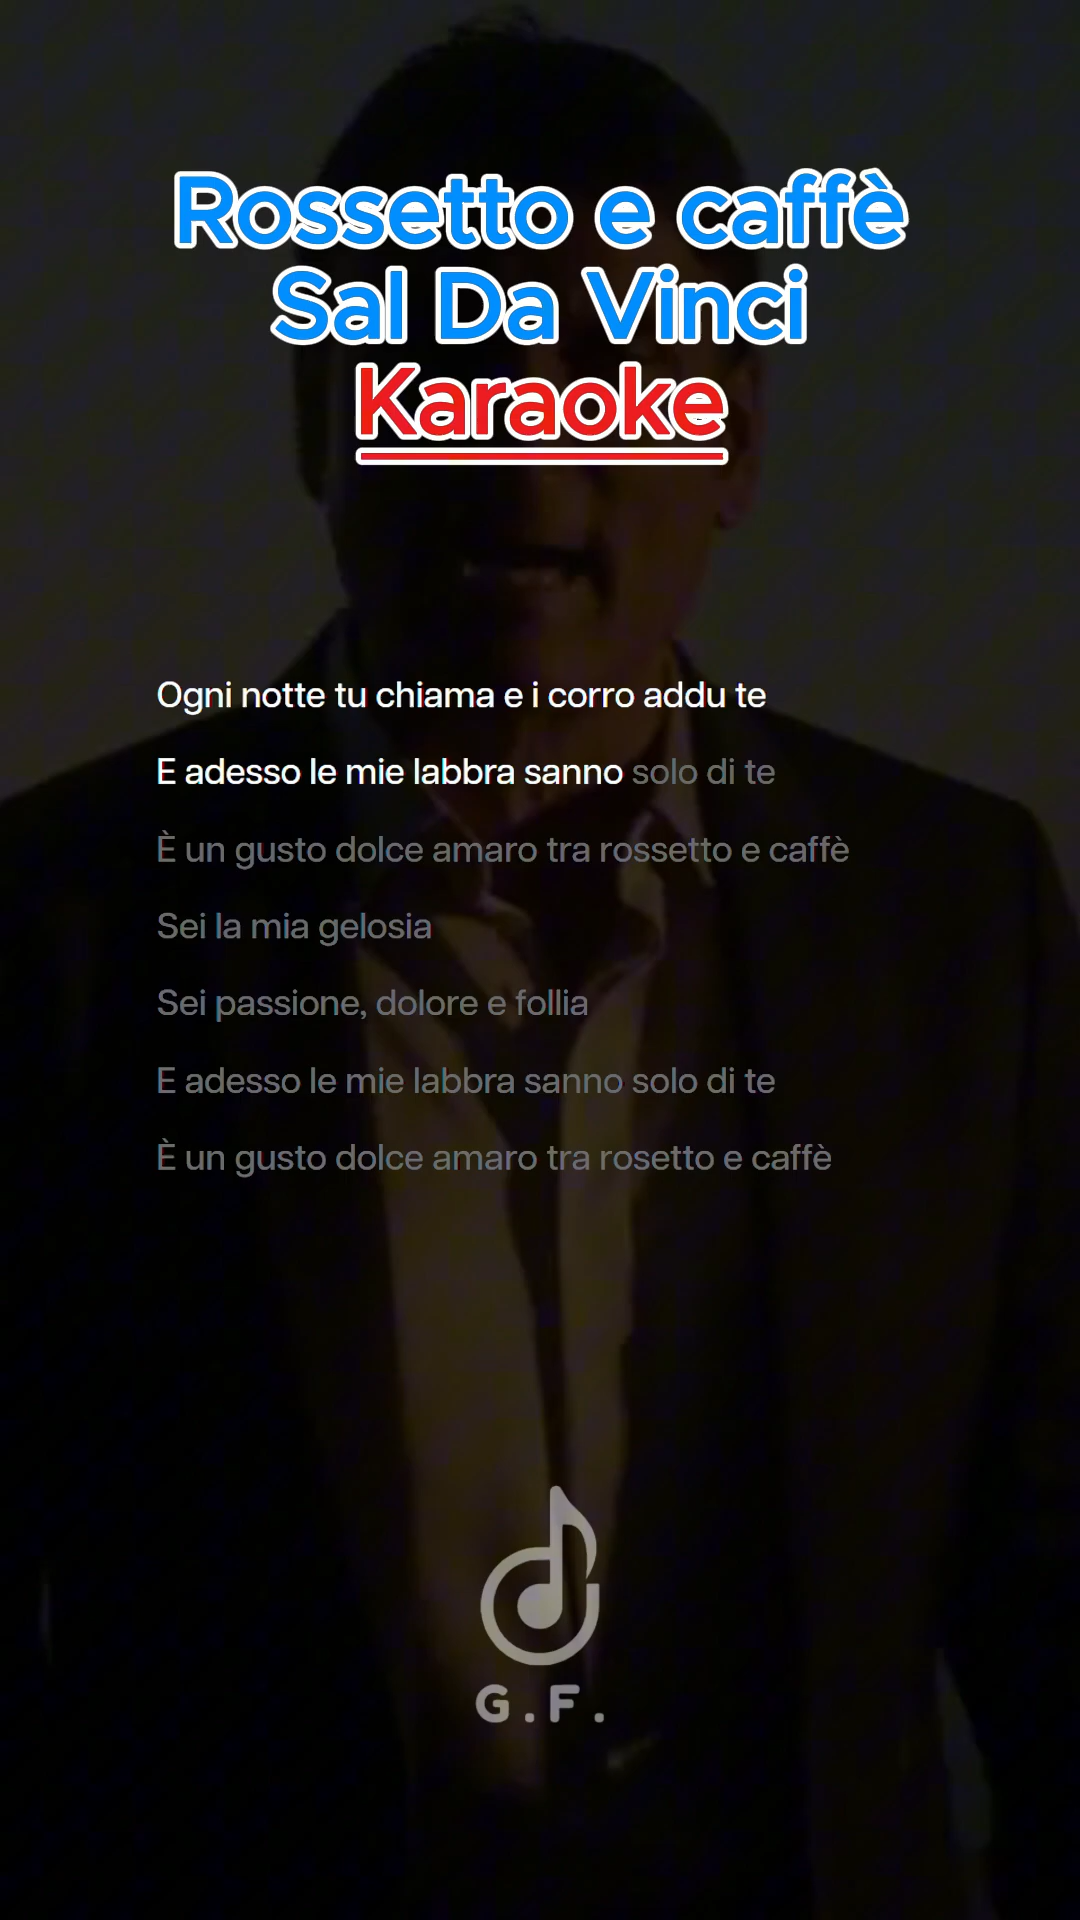 Rossetto e caffè
Sal Da Vinci
Karaoke
Ogni notte tu chiama e i corro addu te
E adesso le mie labbra sanno solo di te
È un gusto dolce amaro tra rossetto e caffè
Sei la mia gelosia
Sei passione, dolore e follia
E adesso le mie labbra sanno solo di te
È un gusto dolce amaro tra rosetto e caffè
G.F.